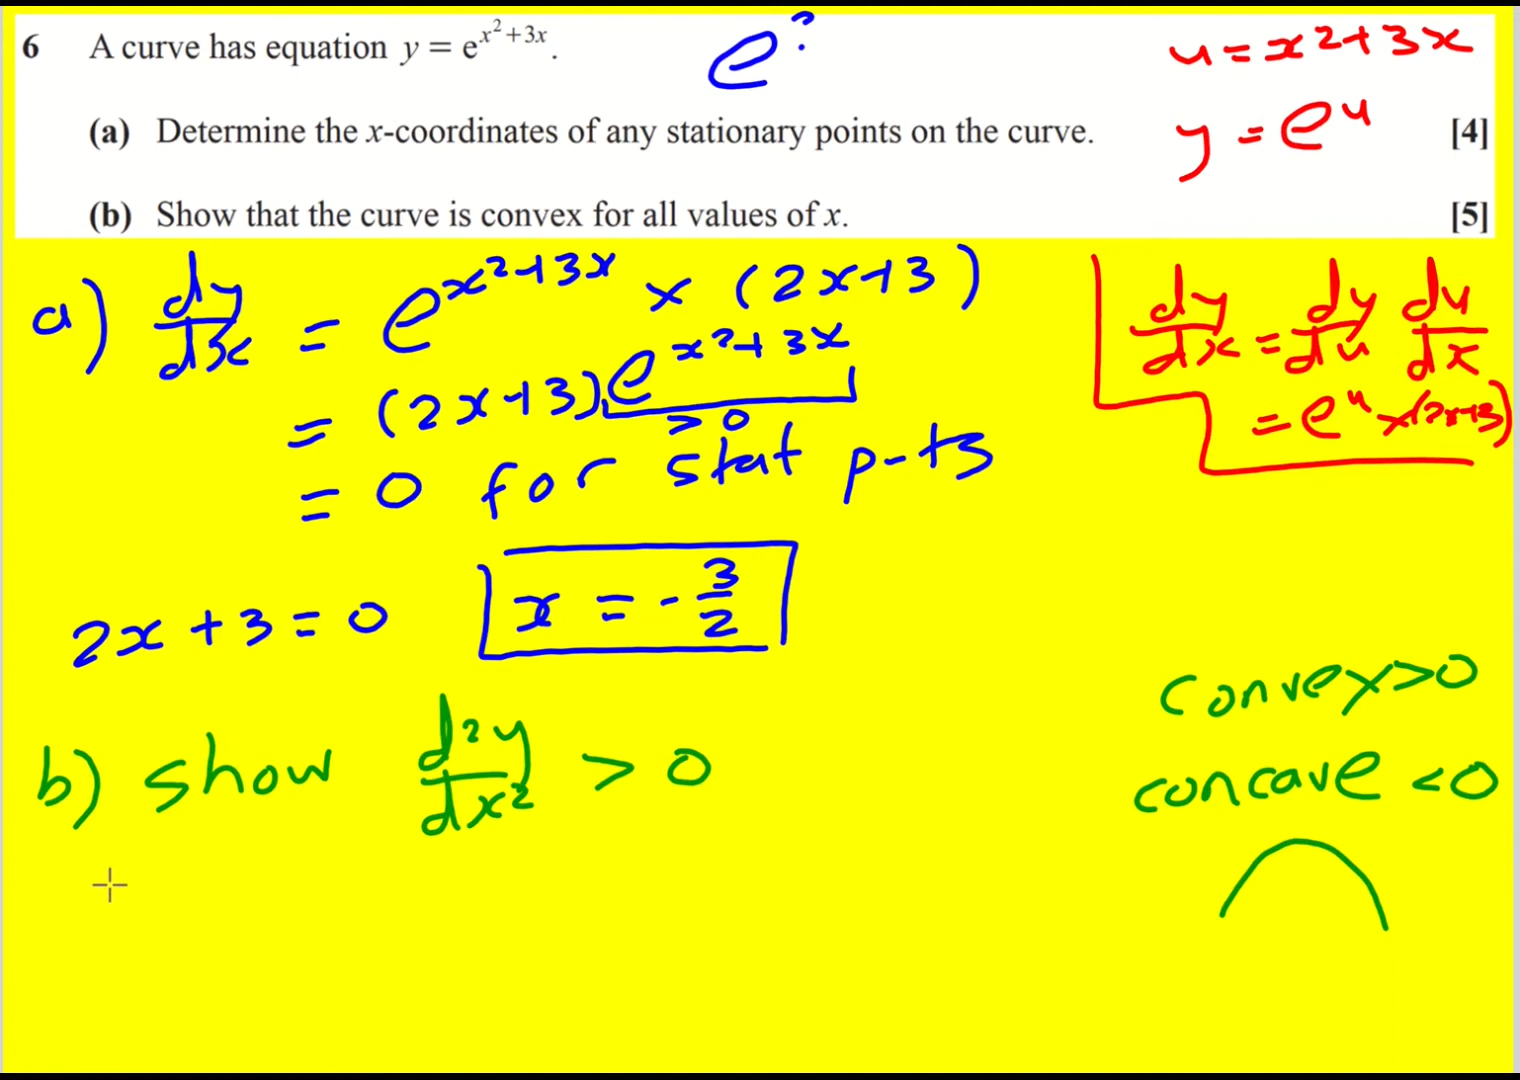 6 A curve has equation y = e^(x²+3x).
e^?
u = x²+3x
(a) Determine the x-coordinates of any stationary points on the curve. [4]
y = e^u
(b) Show that the curve is convex for all values of x. [5]
a) dy/dx = e^(x²+3x) × (2x+3)
= (2x+3)e^(x²+3x)
> 0
= 0 for stat pts
dy/dx = dy/du du/dx
= e^u × (2x+3)
2x+3=0 x = -3/2
b) show d²y/dx² > 0
convex>0
concave <0